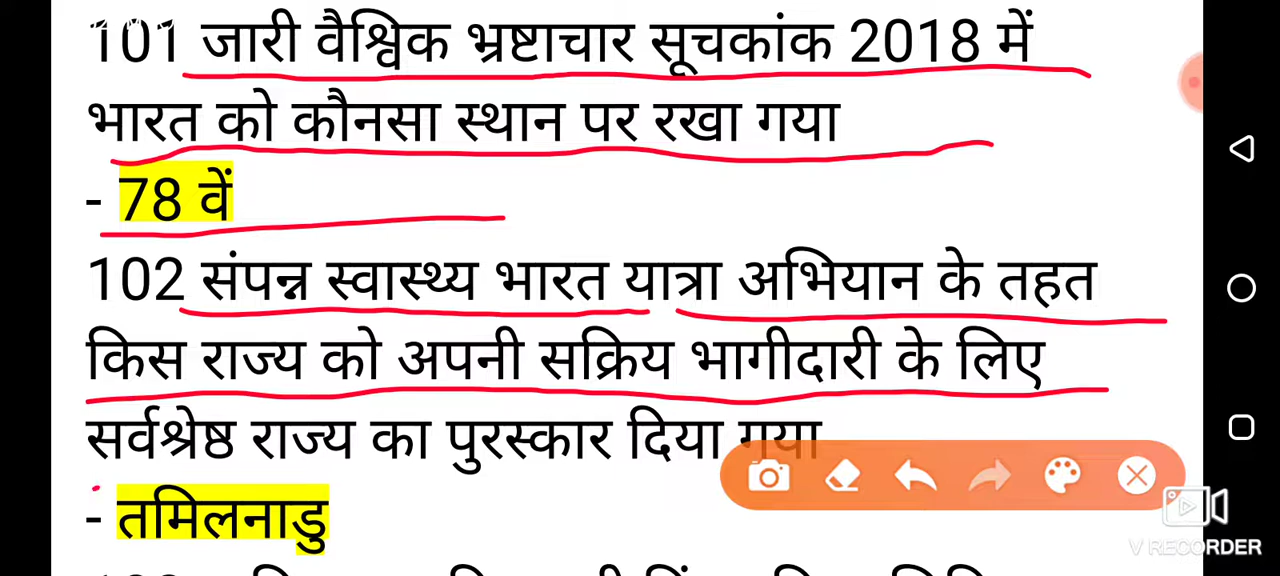 101 जारी वैश्विक भ्रष्टाचार सूचकांक 2018 में
भारत को कौनसा स्थान पर रखा गया
- 78 वें
102 संपन्न स्वास्थ्य भारत यात्रा अभियान के तहत
किस राज्य को अपनी सक्रिय भागीदारी के लिए
सर्वश्रेष्ठ राज्य का पुरस्कार दिया गया
- तमिलनाडु
V RECORDER